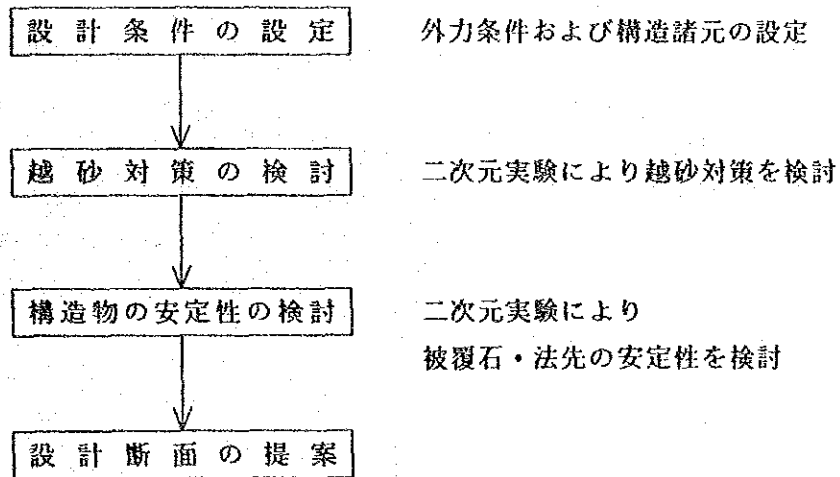 設計条件の設定 外力条件および構造諸元の設定
越砂対策の検討 二次元実験により越砂対策を検討
構造物の安定性の検討 二次元実験により
被覆石・法先の安定性を検討
設計断面の提案